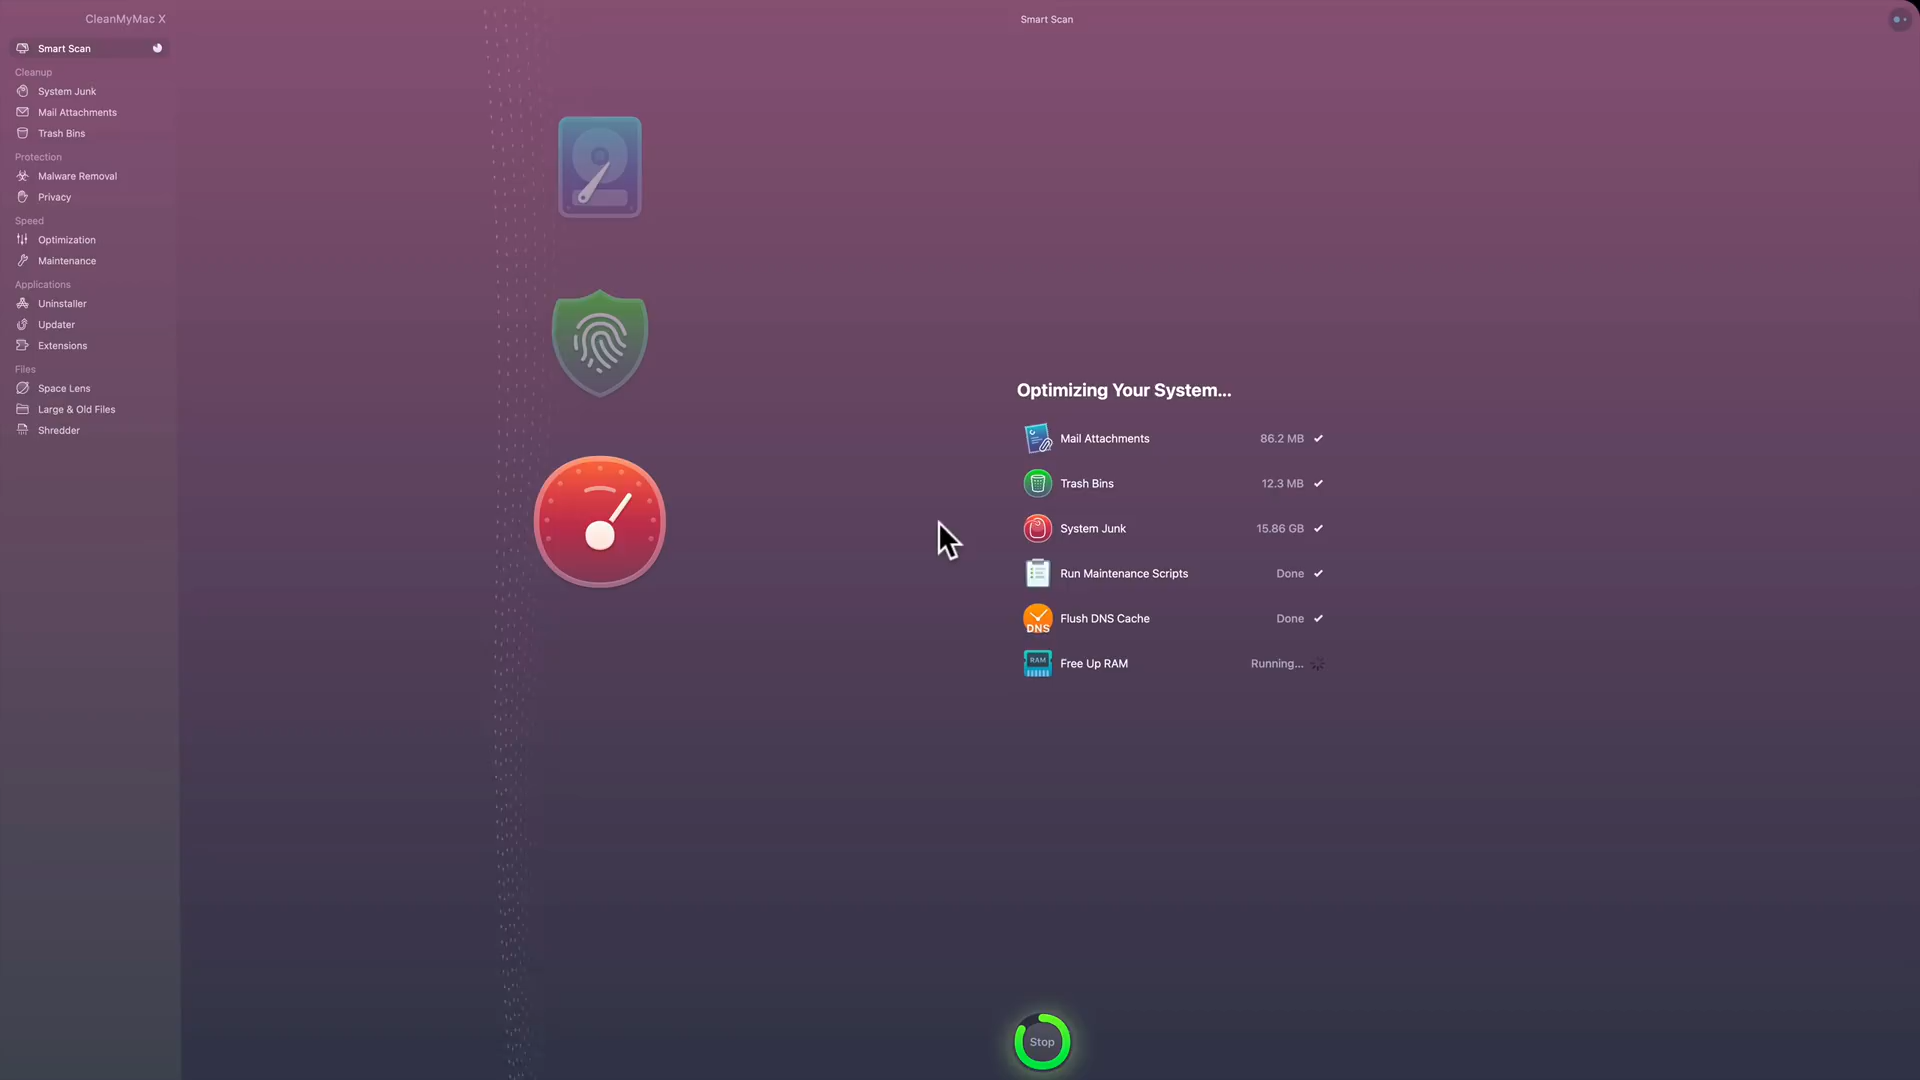 CleanMyMac X
Smart Scan
Smart Scan
Cleanup
System Junk
Mail Attachments
Trash Bins
Protection
Malware Removal
Privacy
Speed
Optimization
Maintenance
Applications
Uninstaller
Updater
Extensions
Files
Space Lens
Large & Old Files
Shredder
Optimizing Your System...
Mail Attachments 86.2 MB
Trash Bins 12.3 MB
System Junk 15.86 GB
Run Maintenance Scripts Done
DNS Flush DNS Cache Done
RAM Free Up RAM Running...
Stop